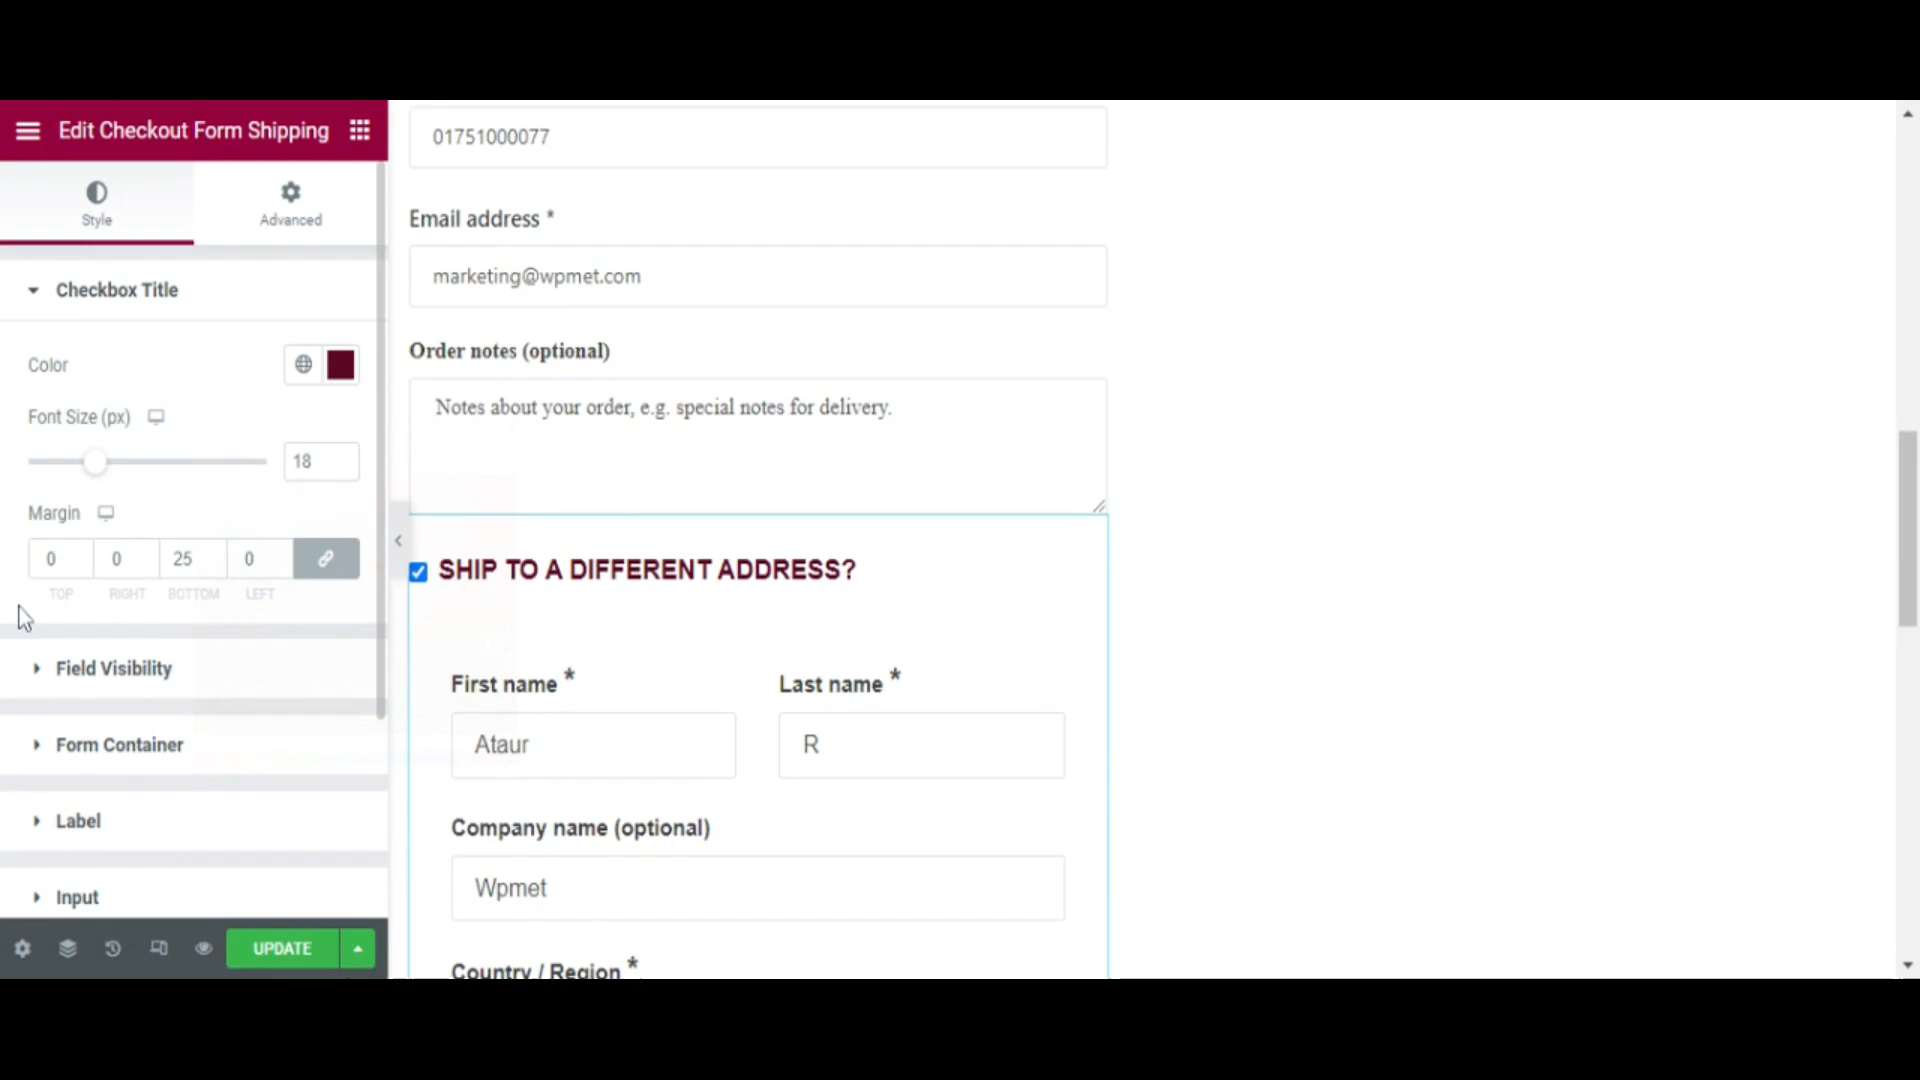 Edit Checkout Form Shipping
Style
Advanced
Checkbox Title
Color
Font Size (px)
18
Margin
0 0 25 0
TOP RIGHT BOTTOM LEFT
Field Visibility
Form Container
Label
Input
UPDATE
01751000077
Email address *
marketing@wpmet.com
Order notes (optional)
Notes about your order, e.g. special notes for delivery.
SHIP TO A DIFFERENT ADDRESS?
First name * Last name *
Ataur R
Company name (optional)
Wpmet
Country / Region *